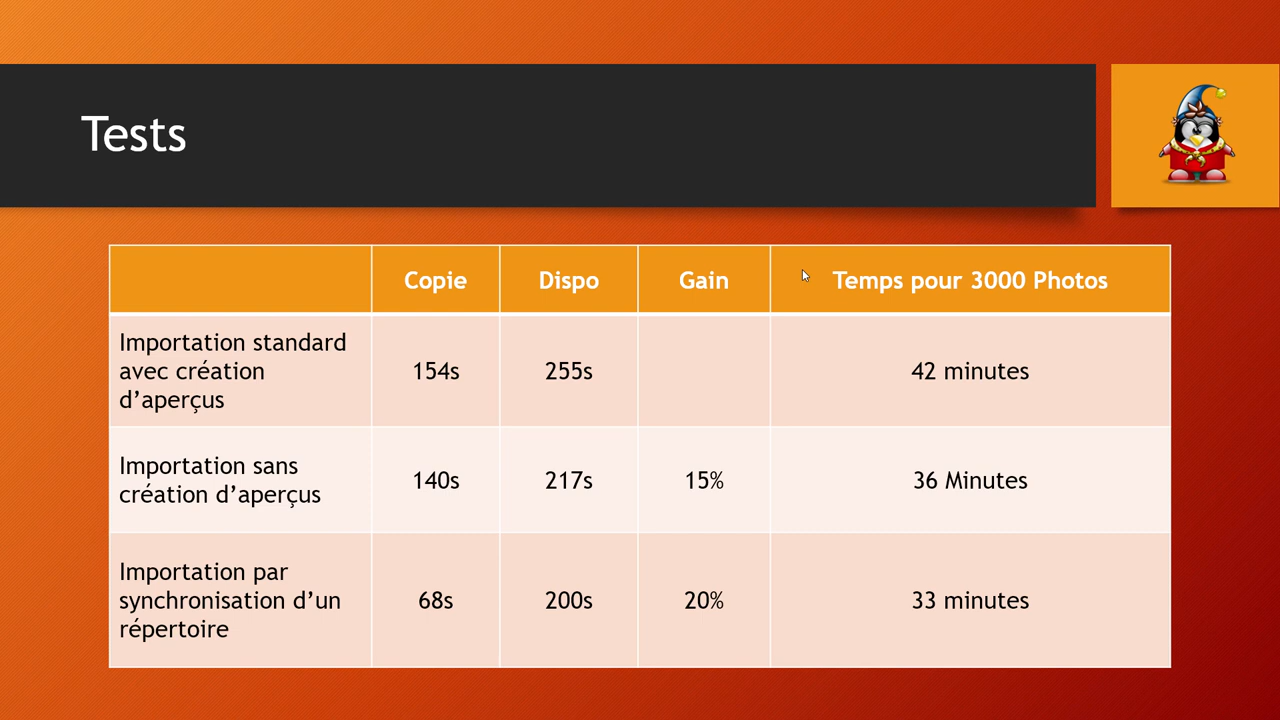 Tests
Copie Dispo Gain Temps pour 3000 Photos
Importation standard
avec création
d’aperçus
154s 255s 42 minutes
Importation sans
création d’aperçus
140s 217s 15% 36 Minutes
Importation par
synchronisation d’un
répertoire
68s 200s 20% 33 minutes